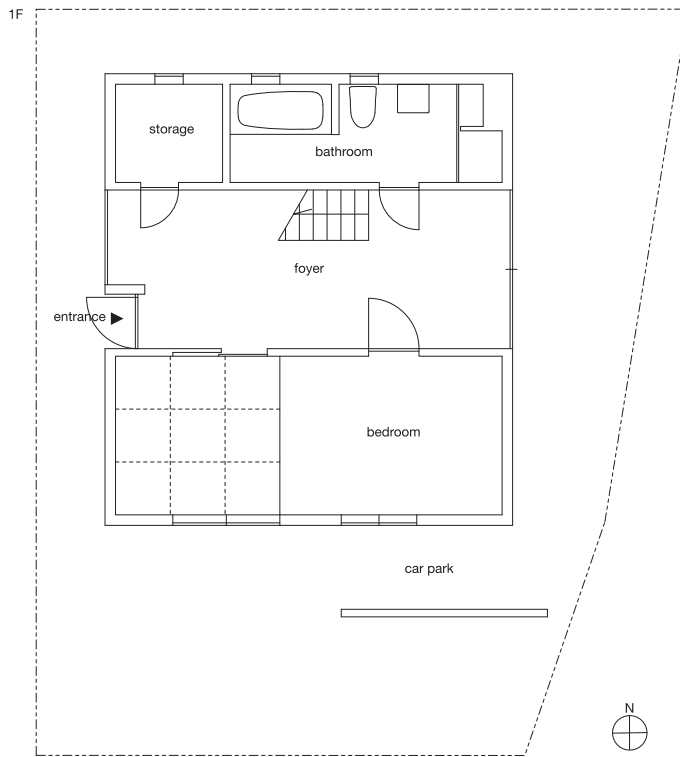 1F
storage
bathroom
foyer
entrance
bedroom
car park
N